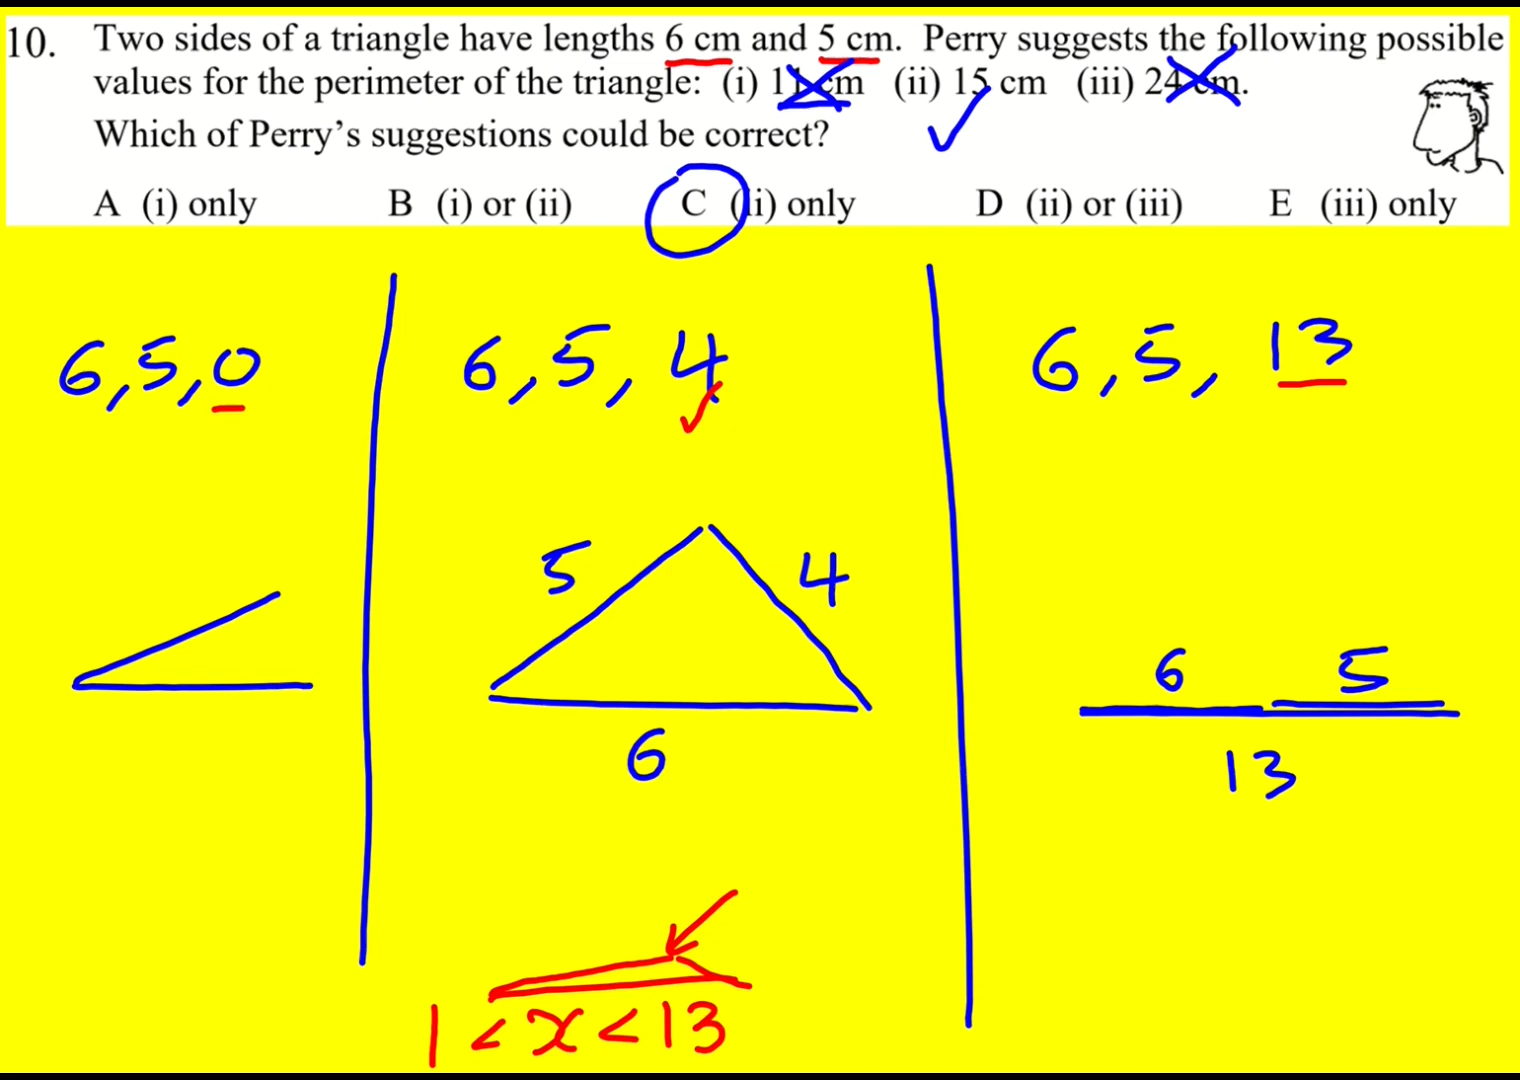 10. Two sides of a triangle have lengths 6 cm and 5 cm. Perry suggests the following possible
values for the perimeter of the triangle: (i) 11 cm (ii) 15 cm (iii) 24 cm.
Which of Perry's suggestions could be correct?
A (i) only B (i) or (ii) C (ii) only D (ii) or (iii) E (iii) only
6, 5, 0
6, 5, 4
6, 5, 13
5 4
6
6 5
13
1 < x < 13